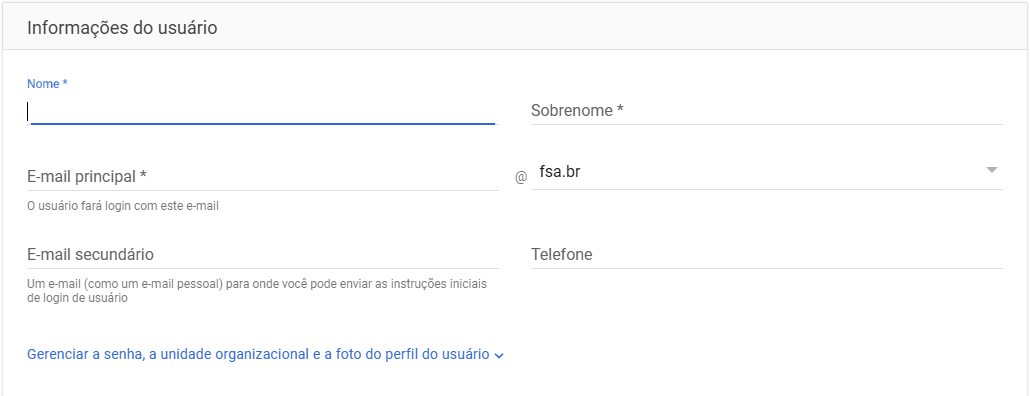 Informações do usuário
Nome *
Sobrenome *
E-mail principal *
@ fsa.br
O usuário fará login com este e-mail
E-mail secundário
Telefone
Um e-mail (como um e-mail pessoal) para onde você pode enviar as instruções iniciais
de login de usuário
Gerenciar a senha, a unidade organizacional e a foto do perfil do usuário